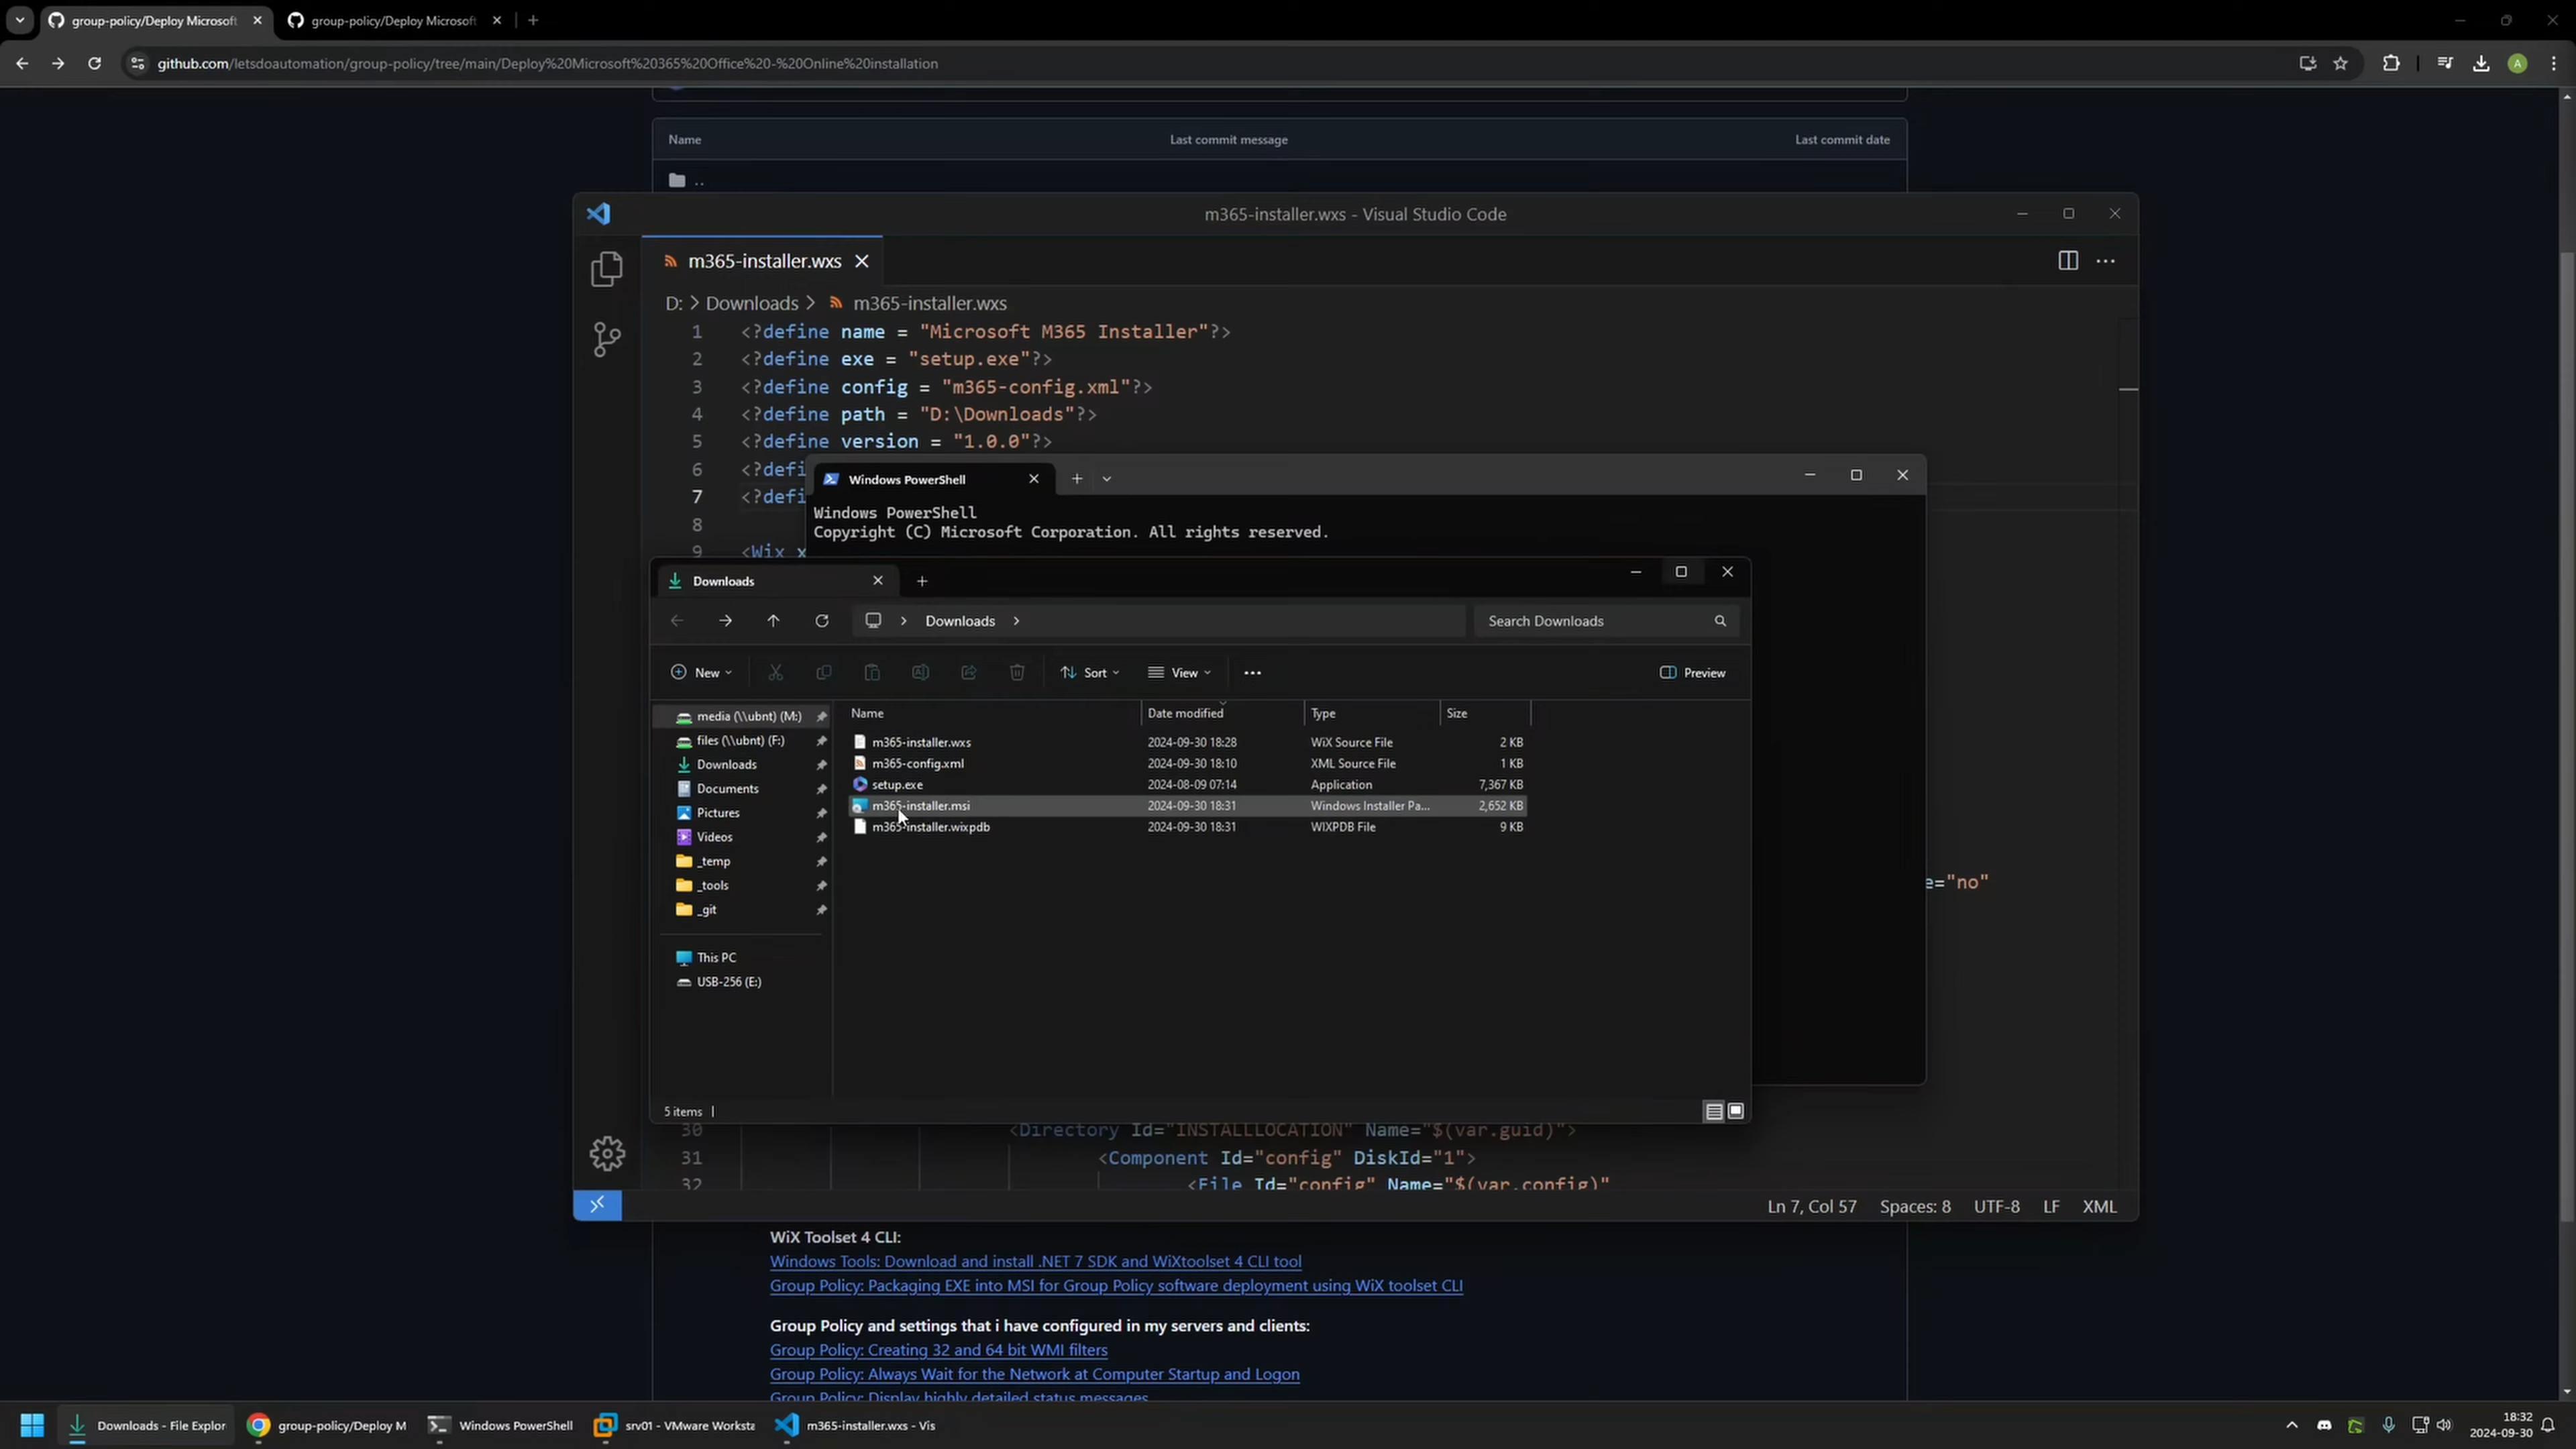 group-policy/Deploy Microsoft
group-policy/Deploy Microsoft
github.com/letsdoautomation/group-policy/tree/main/Deploy%20Microsoft%20365%20Office%20-%20Online%20installation
A
Name
Last commit message
Last commit date
..
m365-installer.wxs - Visual Studio Code
m365-installer.wxs
D: > Downloads > m365-installer.wxs
1 <?define name = "Microsoft M365 Installer"?>
2 <?define exe = "setup.exe"?>
3 <?define config = "m365-config.xml"?>
4 <?define path = "D:\Downloads"?>
5 <?define version = "1.0.0"?>
6 <?defi
7 <?defi
8
9 <Wix x
Windows PowerShell
Windows PowerShell
Copyright (C) Microsoft Corporation. All rights reserved.
Downloads
Downloads
Search Downloads
New
Sort
View
Preview
media (\\ubnt) (M:)
files (\\ubnt) (F:)
Downloads
Documents
Pictures
Videos
_temp
_tools
_git
This PC
USB-256 (E:)
Name Date modified Type Size
m365-installer.wxs 2024-09-30 18:28 WiX Source File 2 KB
m365-config.xml 2024-09-30 18:10 XML Source File 1 KB
setup.exe 2024-08-09 07:14 Application 7,367 KB
m365-installer.msi 2024-09-30 18:31 Windows Installer Pa... 2,652 KB
m365-installer.wixpdb 2024-09-30 18:31 WIXPDB File 9 KB
e="no"
5 items
30 <Directory Id="INSTALLLOCATION" Name="$(var.guid)">
31 <Component Id="config" DiskId="1">
32 <File Id="config" Name="$(var.config)"
Ln 7, Col 57 Spaces: 8 UTF-8 LF XML
WiX Toolset 4 CLI:
Windows Tools: Download and install .NET 7 SDK and WiXtoolset 4 CLI tool
Group Policy: Packaging EXE into MSI for Group Policy software deployment using WiX toolset CLI
Group Policy and settings that i have configured in my servers and clients:
Group Policy: Creating 32 and 64 bit WMI filters
Group Policy: Always Wait for the Network at Computer Startup and Logon
Group Policy: Display highly detailed status messages
Downloads - File Explor
group-policy/Deploy M
Windows PowerShell
srv01 - VMware Worksta
m365-installer.wxs - Vis
18:32
2024-09-30